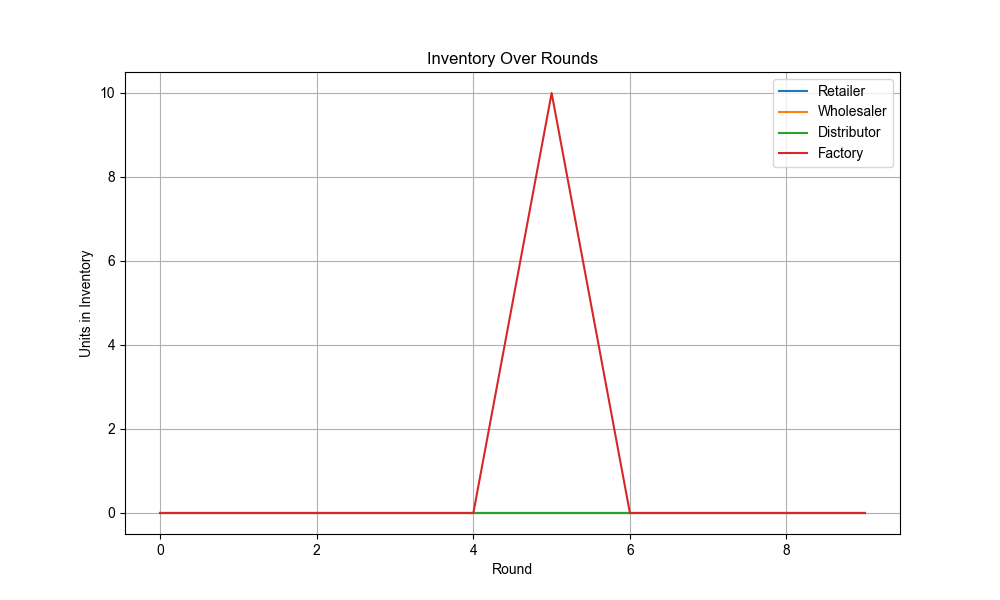 Inventory Over Rounds
Retailer
Wholesaler
Distributor
Factory
Units in Inventory
10
8
6
4
2
0
0 2 4 6 8
Round